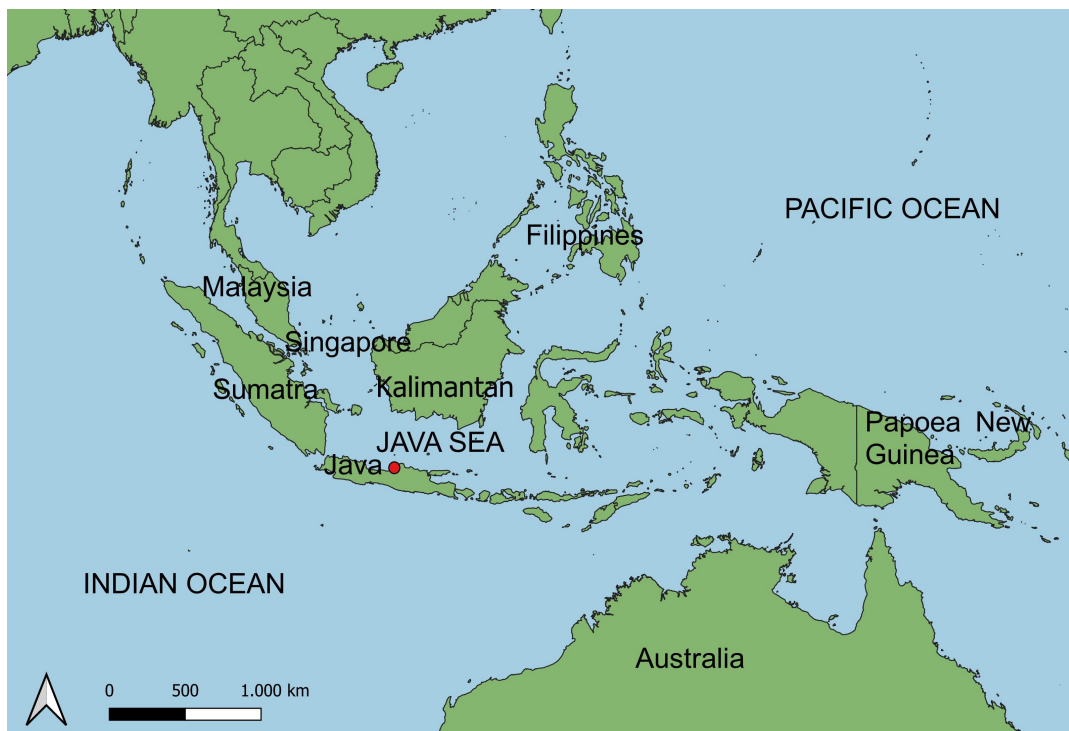 PACIFIC OCEAN
Filippines
Malaysia
Singapore
Sumatra
Kalimantan
Papoea New
Guinea
JAVA SEA
Java
INDIAN OCEAN
Australia
0 500 1.000 km